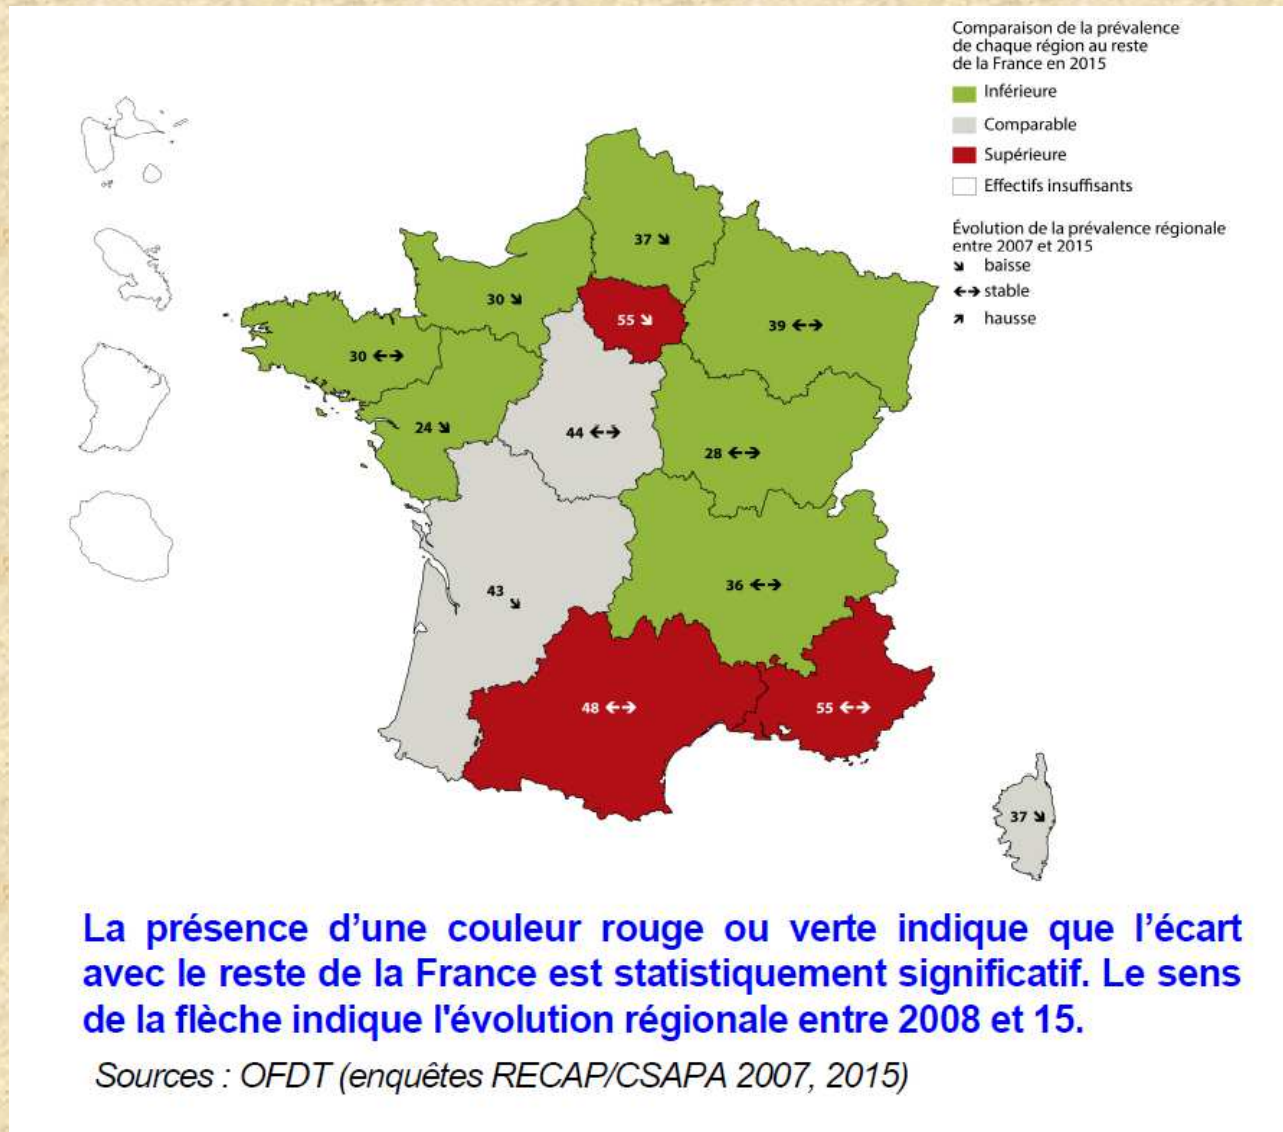 Comparaison de la prévalence
de chaque région au reste
de la France en 2015
Inférieure
Comparable
Supérieure
Effectifs insuffisants
Évolution de la prévalence régionale
entre 2007 et 2015
↘ baisse
↔ stable
↗ hausse
37 ↘
30 ↘
55 ↘
39 ↔
30 ↔
24 ↘
44 ↔
28 ↔
43 ↘
36 ↔
48 ↔
55 ↔
37 ↘
La présence d’une couleur rouge ou verte indique que l’écart
avec le reste de la France est statistiquement significatif. Le sens
de la flèche indique l'évolution régionale entre 2008 et 15.
Sources : OFDT (enquêtes RECAP/CSAPA 2007, 2015)